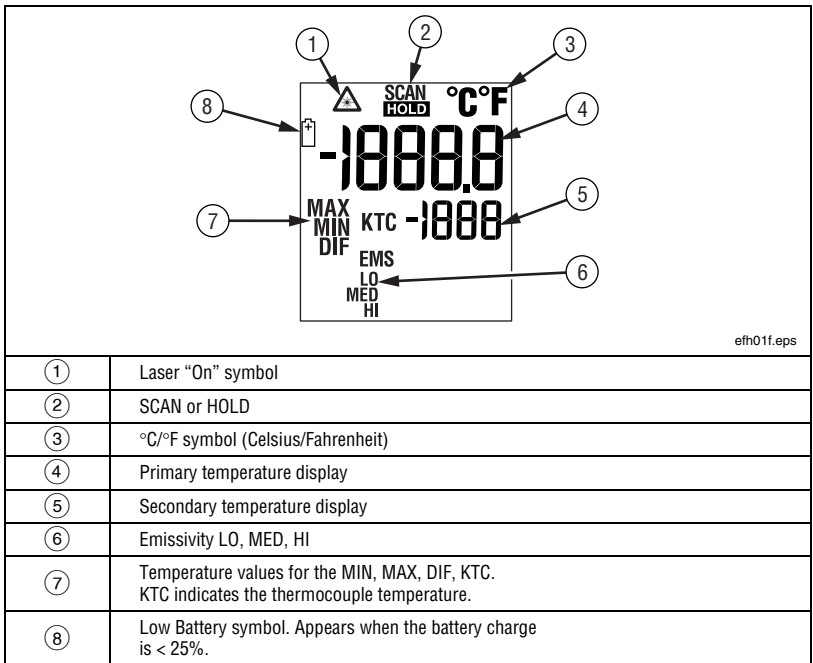 1
2
3
8
SCAN
HOLD
°C°F
4
-1888.8
5
7
MAX
MIN
DIF
KTC -1888
EMS
LO
MED
HI
6
efh01f.eps
1 Laser “On” symbol
2 SCAN or HOLD
3 °C/°F symbol (Celsius/Fahrenheit)
4 Primary temperature display
5 Secondary temperature display
6 Emissivity LO, MED, HI
7 Temperature values for the MIN, MAX, DIF, KTC.
KTC indicates the thermocouple temperature.
8 Low Battery symbol. Appears when the battery charge
is < 25%.